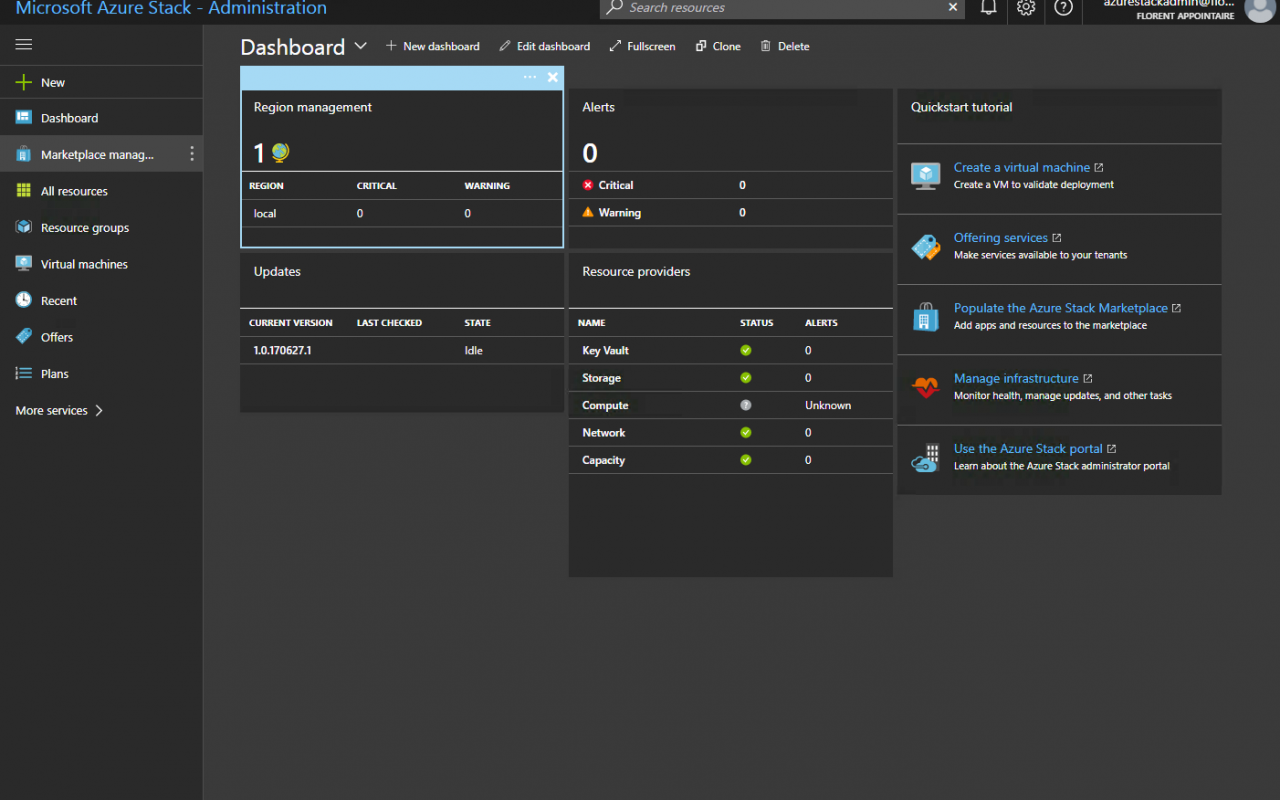 Microsoft Azure Stack - Administration
Search resources
azurestackadmin@flo...
FLORENT APPOINTAIRE
New
Dashboard
Marketplace manag...
All resources
Resource groups
Virtual machines
Recent
Offers
Plans
More services
Dashboard
New dashboard
Edit dashboard
Fullscreen
Clone
Delete
Region management
1
REGION CRITICAL WARNING
local 0 0
Alerts
0
Critical 0
Warning 0
Updates
CURRENT VERSION LAST CHECKED STATE
1.0.170627.1 Idle
Resource providers
NAME STATUS ALERTS
Key Vault 0
Storage 0
Compute Unknown
Network 0
Capacity 0
Quickstart tutorial
Create a virtual machine
Create a VM to validate deployment
Offering services
Make services available to your tenants
Populate the Azure Stack Marketplace
Add apps and resources to the marketplace
Manage infrastructure
Monitor health, manage updates, and other tasks
Use the Azure Stack portal
Learn about the Azure Stack administrator portal